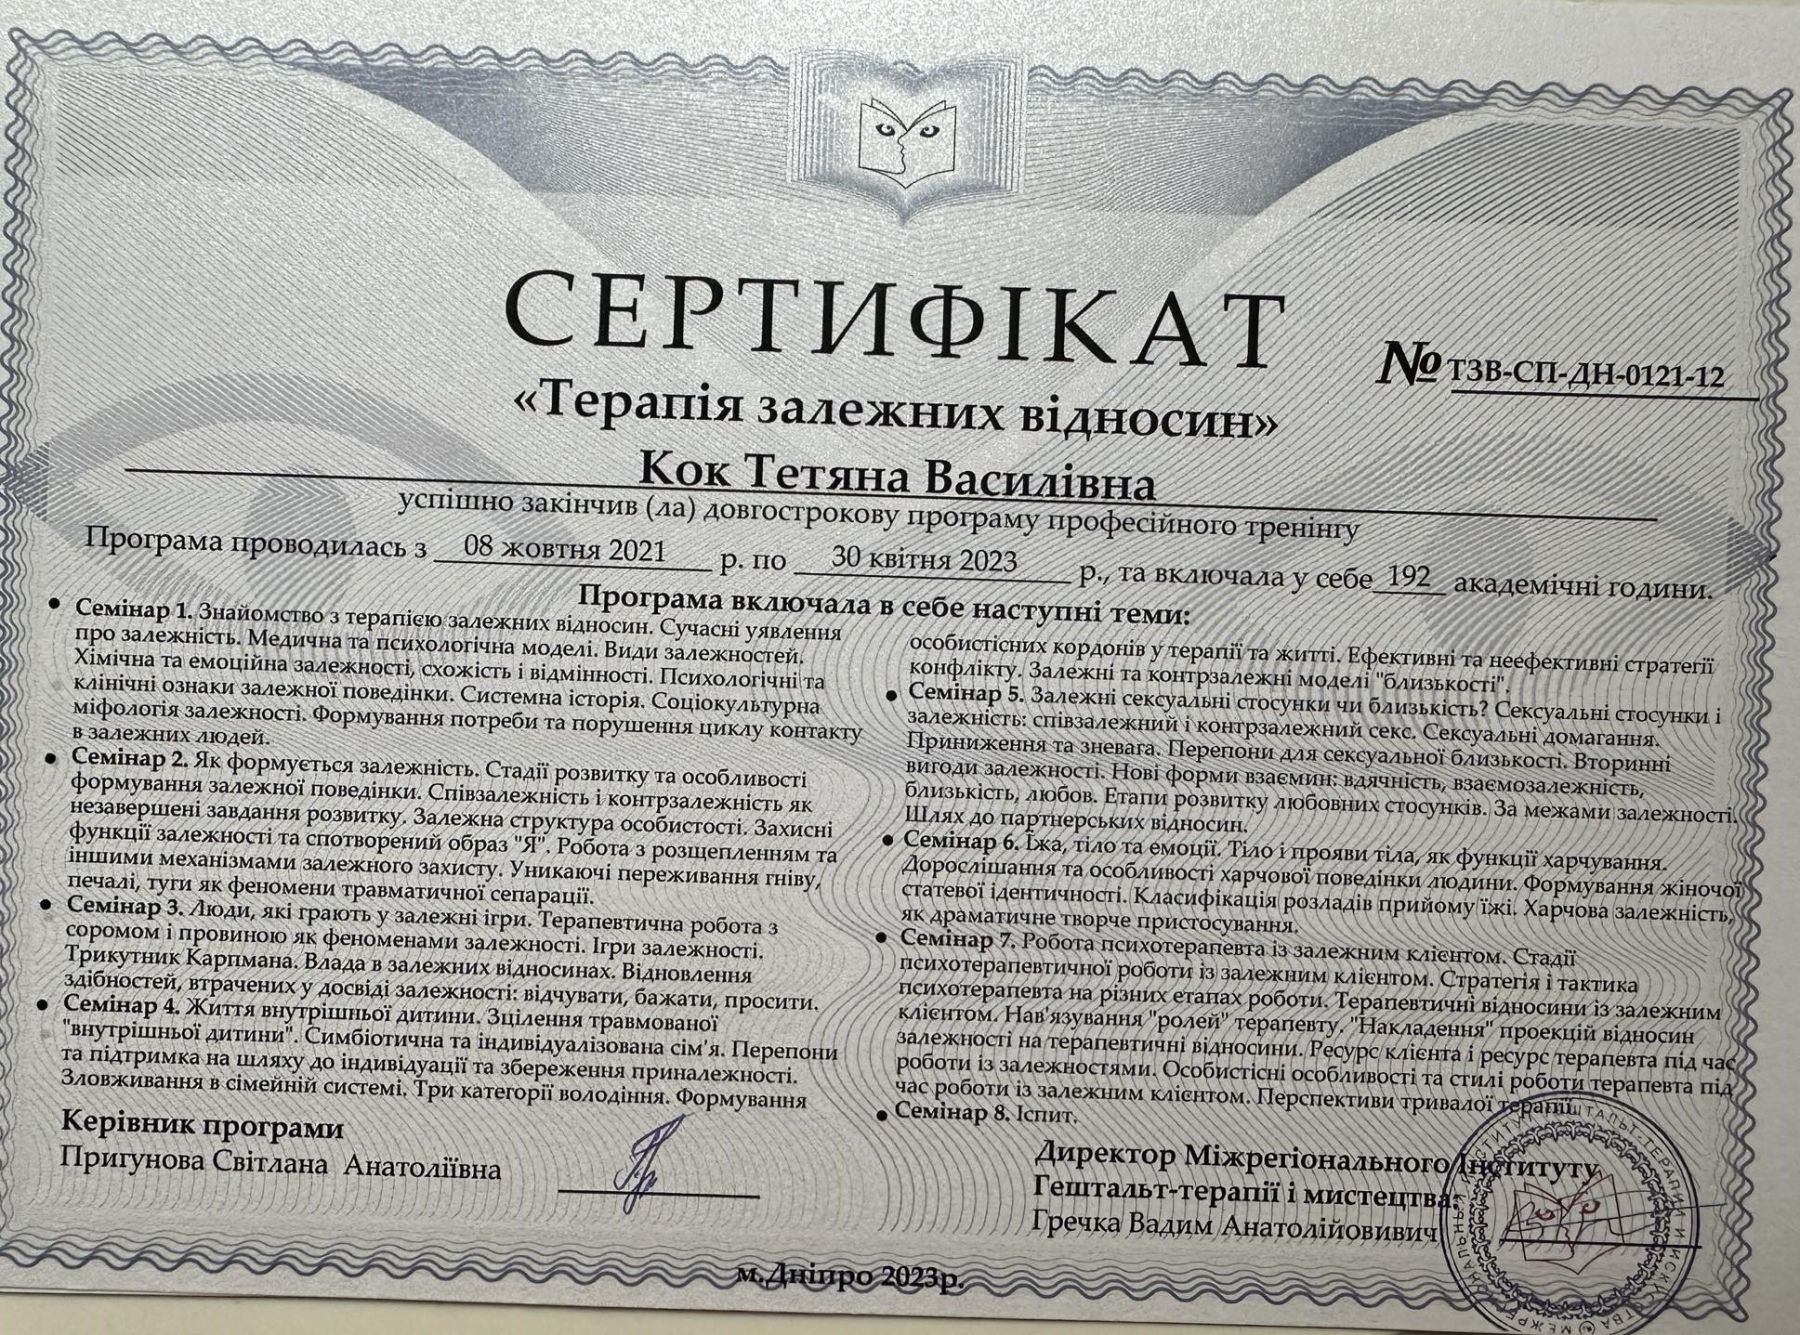 СЕРТИФІКАТ
№ ТЗВ-СП-ДН-0121-12
«Терапія залежних відносин»
Кок Тетяна Василівна
успішно закінчив (ла) довгострокову програму професійного тренінгу
Програма проводилась з 08 жовтня 2021 р. по 30 квітня 2023 р., та включала у себе 192 академічні години.
Програма включала в себе наступні теми:
• Семінар 1. Знайомство з терапією залежних відносин. Сучасні уявлення
про залежність. Медична та психологічна моделі. Види залежностей.
Хімічна та емоційна залежності, схожість і відмінності. Психологічні та
клінічні ознаки залежної поведінки. Системна історія. Соціокультурна
міфологія залежності. Формування потреби та порушення циклу контакту
в залежних людей.
• Семінар 2. Як формується залежність. Стадії розвитку та особливості
формування залежної поведінки. Співзалежність і контрзалежність як
незавершені завдання розвитку. Залежна структура особистості. Захисні
функції залежності та спотворений образ "Я". Робота з розщепленням та
іншими механізмами залежного захисту. Уникаючі переживання гніву,
печалі, туги як феномени травматичної сепарації.
• Семінар 3. Люди, які грають у залежні ігри. Терапевтична робота з
соромом і провиною як феноменами залежності. Ігри залежності.
Трикутник Карпмана. Влада в залежних відносинах. Відновлення
здібностей, втрачених у досвіді залежності: відчувати, бажати, просити.
• Семінар 4. Життя внутрішньої дитини. Зцілення травмованої
"внутрішньої дитини". Симбіотична та індивідуалізована сім'я. Перепони
та підтримка на шляху до індивідуації та збереження приналежності.
Зловживання в сімейній системі. Три категорії володіння. Формування
особистісних кордонів у терапії та житті. Ефективні та неефективні стратегії
конфлікту. Залежні та контрзалежні моделі "близькості".
• Семінар 5. Залежні сексуальні стосунки чи близькість? Сексуальні стосунки і
залежність: співзалежний і контрзалежний секс. Сексуальні домагання.
Приниження та зневага. Перепони для сексуальної близькості. Вторинні
вигоди залежності. Нові форми взаємин: вдячність, взаємозалежність,
близькість, любов. Етапи розвитку любовних стосунків. За межами залежності.
Шлях до партнерських відносин.
• Семінар 6. Їжа, тіло та емоції. Тіло і прояви тіла, як функції харчування.
Дорослішання та особливості харчової поведінки людини. Формування жіночої
статевої ідентичності. Класифікація розладів прийому їжі. Харчова залежність,
як драматичне творче пристосування.
• Семінар 7. Робота психотерапевта із залежним клієнтом. Стадії
психотерапевтичної роботи із залежним клієнтом. Стратегія і тактика
психотерапевта на різних етапах роботи. Терапевтичні відносини із залежним
клієнтом. Нав'язування "ролей" терапевту. "Накладення" проекцій відносин
залежності на терапевтичні відносини. Ресурс клієнта і ресурс терапевта під час
роботи із залежностями. Особистісні особливості та стилі роботи терапевта під
час роботи із залежним клієнтом. Перспективи тривалої терапії.
• Семінар 8. Іспит.
Керівник програми
Пригунова Світлана Анатоліївна
Директор Міжрегіонального Інституту
Гештальт-терапії і мистецтва:
Гречка Вадим Анатолійовивич
м.Дніпро 2023р.